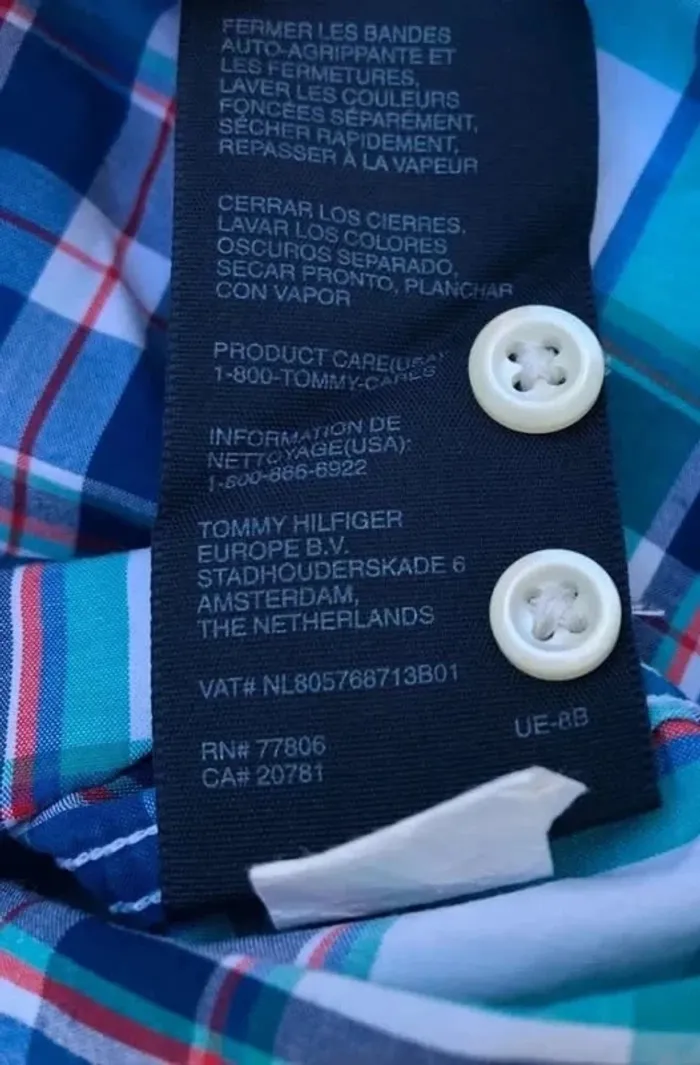 FERMER LES BANDES
AUTO-AGRIPPANTE ET
LES FERMETURES,
LAVER LES COULEURS
FONCÉES SÉPARÉMENT,
SÉCHER RAPIDEMENT,
REPASSER À LA VAPEUR
CERRAR LOS CIERRES,
LAVAR LOS COLORES
OSCUROS SEPARADO,
SECAR PRONTO, PLANCHAR
CON VAPOR
PRODUCT CARE(USA)
1-800-TOMMY-CARES
INFORMATION DE
NETTOYAGE(USA):
1-800-866-6922
TOMMY HILFIGER
EUROPE B.V.
STADHOUDERSKADE 6
AMSTERDAM,
THE NETHERLANDS
VAT# NL805768713B01
UE-8B
RN# 77806
CA# 20781